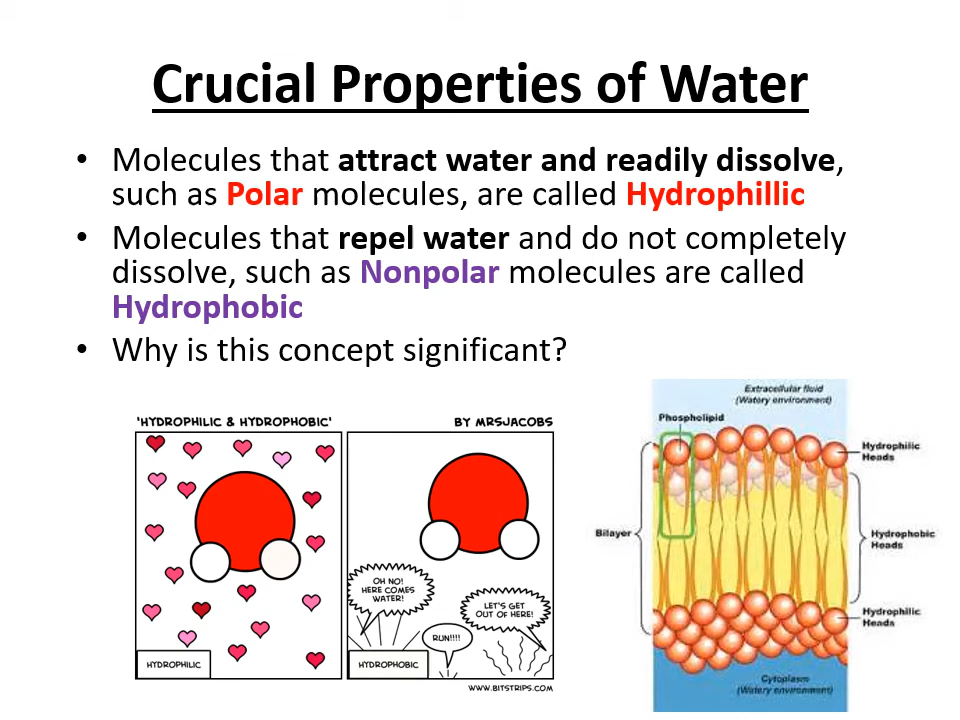 Crucial Properties of Water
• Molecules that attract water and readily dissolve,
such as Polar molecules, are called Hydrophillic
• Molecules that repel water and do not completely
dissolve, such as Nonpolar molecules are called
Hydrophobic
• Why is this concept significant?
'HYDROPHILIC & HYDROPHOBIC'
BY MRSJACOBS
OH NO!
HERE COMES
WATER!
LET'S GET
OUT OF HERE!
RUN!!!!
HYDROPHILIC
HYDROPHOBIC
WWW.BITSTRIPS.COM
Extracellular fluid
(Watery environment)
Phospholipid
Hydrophilic
Heads
Bilayer
Hydrophobic
Heads
Hydrophilic
Heads
Cytoplasm
(Watery environment)